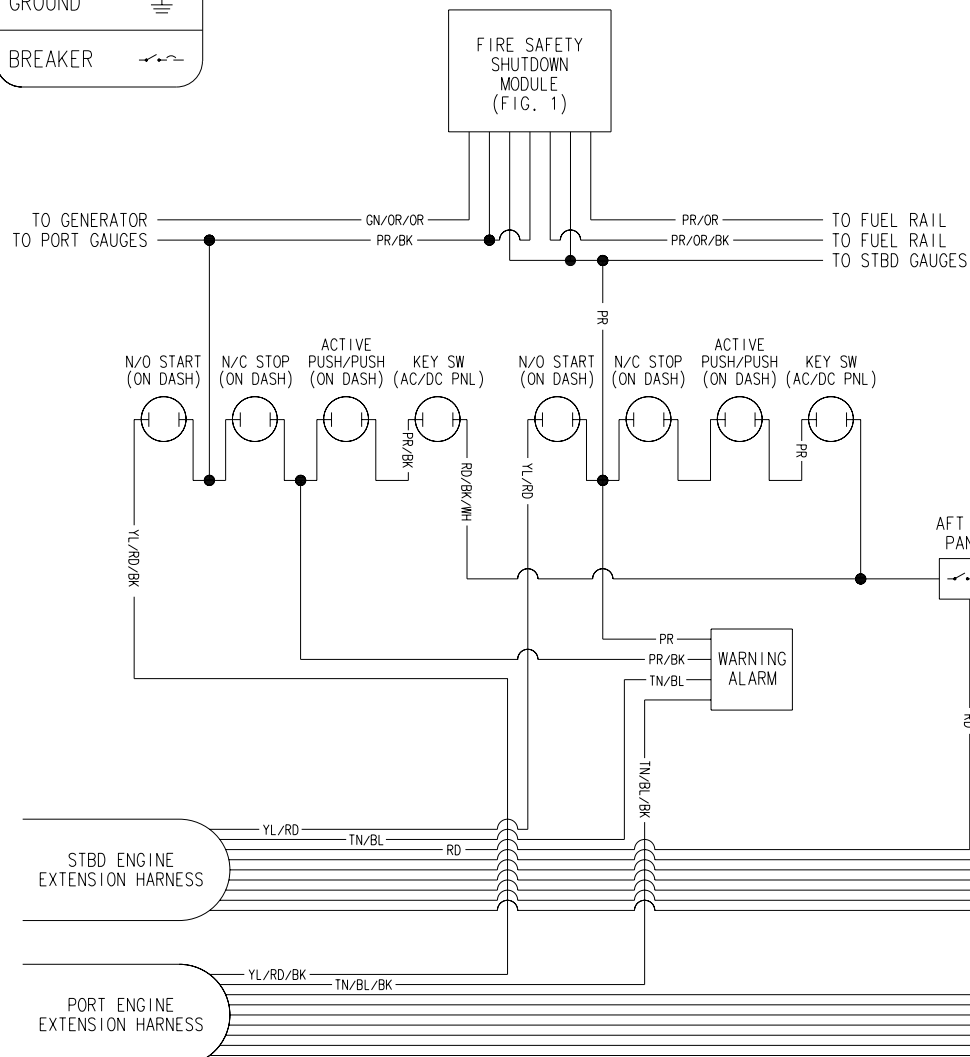 GROUND
BREAKER
FIRE SAFETY
SHUTDOWN
MODULE
(FIG. 1)
TO GENERATOR
GN/OR/OR
PR/OR
TO FUEL RAIL
TO PORT GAUGES
PR/BK
PR/OR/BK
TO FUEL RAIL
TO STBD GAUGES
PR
N/O START
(ON DASH)
N/C STOP
(ON DASH)
ACTIVE
PUSH/PUSH
(ON DASH)
KEY SW
(AC/DC PNL)
N/O START
(ON DASH)
N/C STOP
(ON DASH)
ACTIVE
PUSH/PUSH
(ON DASH)
KEY SW
(AC/DC PNL)
PR/BK
RD/BK/WH
YL/RD
PR
YL/RD/BK
AFT
PAN
PR
PR/BK
TN/BL
WARNING
ALARM
RD
TN/BL/BK
YL/RD
TN/BL
RD
STBD ENGINE
EXTENSION HARNESS
YL/RD/BK
TN/BL/BK
PORT ENGINE
EXTENSION HARNESS